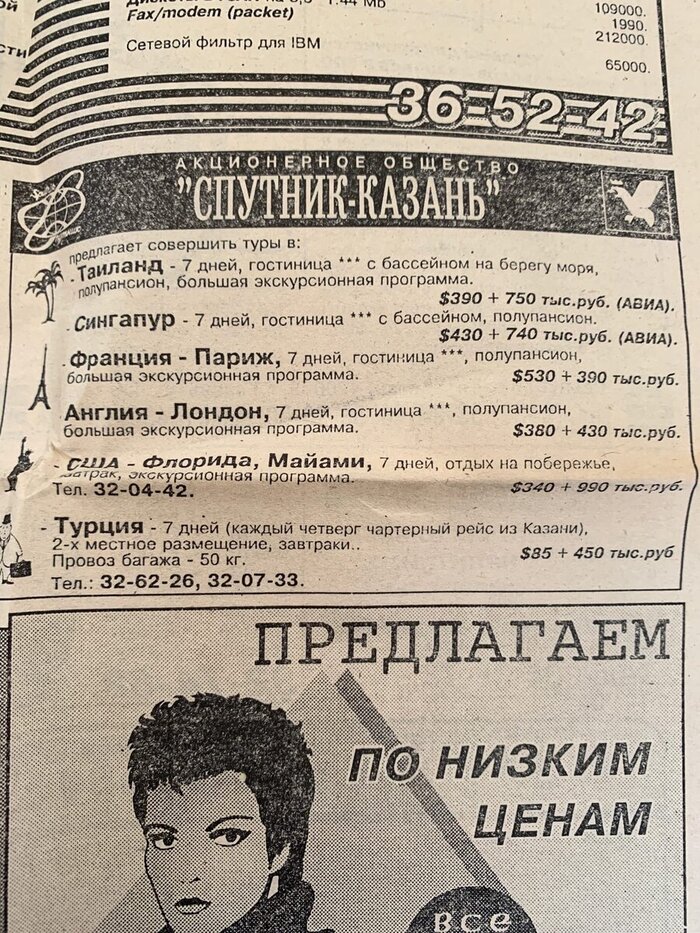 ой
Fax/modem (packet)
109000.
1990.
Сетевой фильтр для IBM
212000.
65000.
36-52-42
АКЦИОНЕРНОЕ ОБЩЕСТВО
"СПУТНИК-КАЗАНЬ"
предлагает совершить туры в:
- Таиланд - 7 дней, гостиница *** с бассейном на берегу моря,
полупансион, большая экскурсионная программа.
$390 + 750 тыс.руб. (АВИА).
- Сингапур - 7 дней, гостиница *** с бассейном, полупансион.
$430 + 740 тыс.руб. (АВИА).
- Франция - Париж, 7 дней, гостиница ***, полупансион,
большая экскурсионная программа.
$530 + 390 тыс.руб.
Англия - Лондон, 7 дней, гостиница ***, полупансион,
большая экскурсионная программа.
$380 + 430 тыс.руб.
- США - Флорида, Майами, 7 дней, отдых на побережье,
завтрак, экскурсионная программа.
$340 + 990 тыс.руб.
Тел. 32-04-42.
- Турция - 7 дней (каждый четверг чартерный рейс из Казани),
2-х местное размещение, завтраки..
$85 + 450 тыс.руб
Провоз багажа - 50 кг.
Тел.: 32-62-26, 32-07-33.
ПРЕДЛАГАЕМ
ПО НИЗКИМ
ЦЕНАМ
все